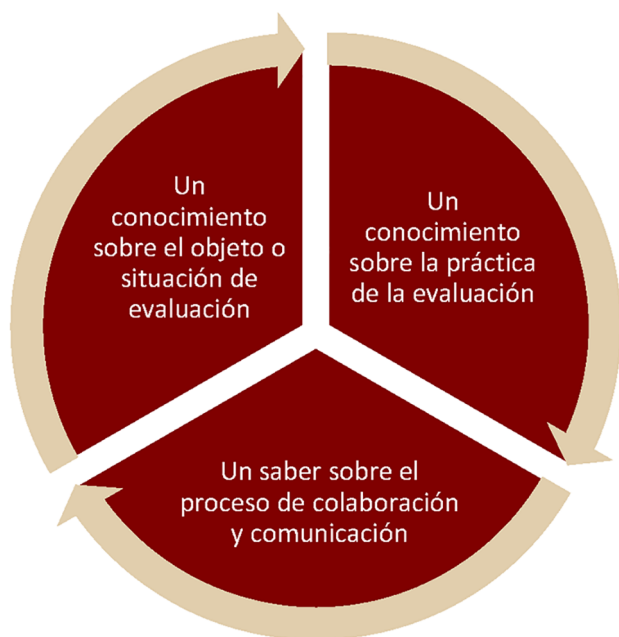 Un
conocimiento
sobre el objeto o
situación de
evaluación
Un
conocimiento
sobre la práctica
de la evaluación
Un saber sobre el
proceso de colaboración
y comunicación